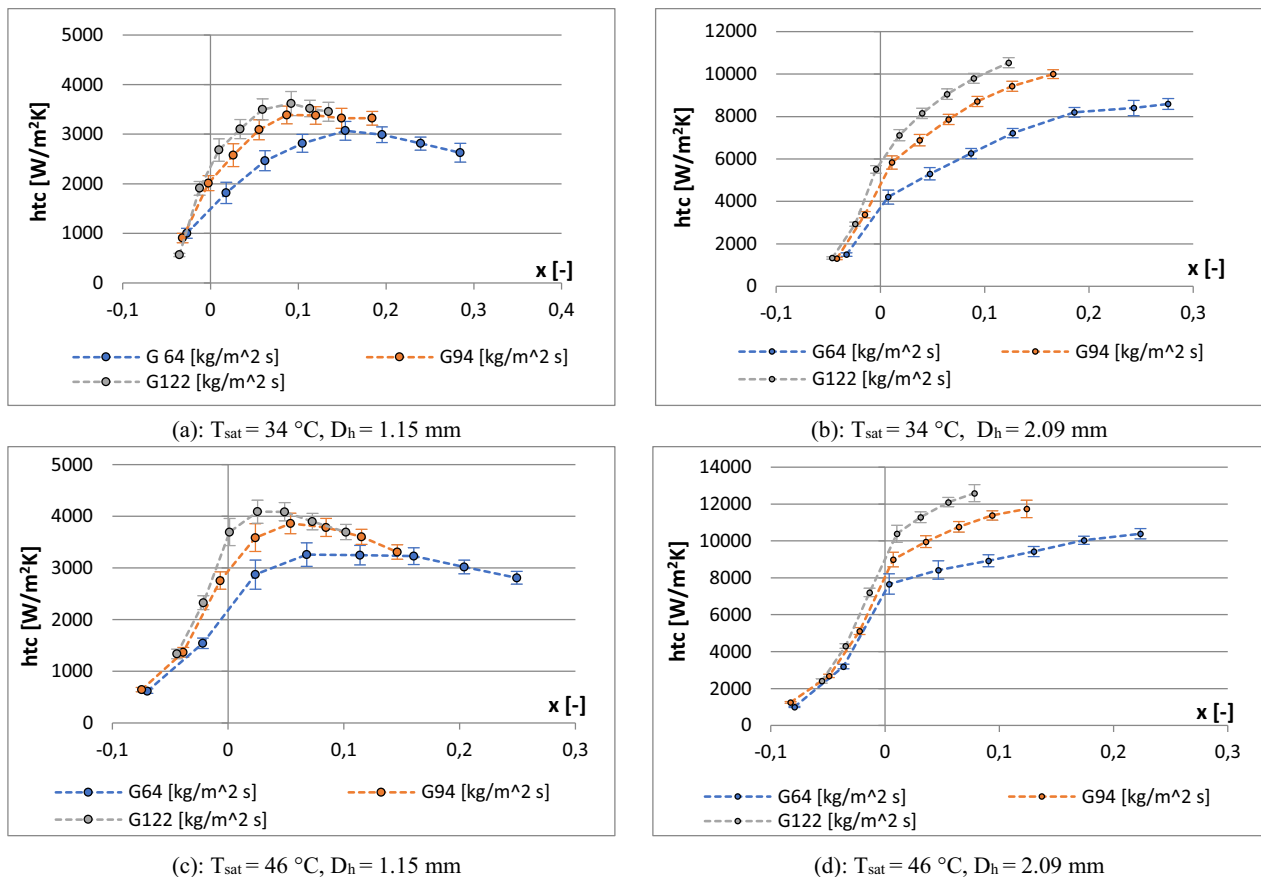 htc [W/m²K]
5000
4000
3000
2000
1000
0
-0,1 0 0,1 0,2 0,3 0,4
x [-]
G 64 [kg/m^2 s] G94 [kg/m^2 s]
G122 [kg/m^2 s]
(a): Tsat = 34 °C, Dh = 1.15 mm
htc [W/m²K]
12000
10000
8000
6000
4000
2000
0
-0,1 0 0,1 0,2 0,3
x [-]
G64 [kg/m^2 s] G94 [kg/m^2 s]
G122 [kg/m^2 s]
(b): Tsat = 34 °C, Dh = 2.09 mm
htc [W/m²K]
5000
4000
3000
2000
1000
0
-0,1 0 0,1 0,2 0,3
x [-]
G64 [kg/m^2 s] G94 [kg/m^2 s]
G122 [kg/m^2 s]
(c): Tsat = 46 °C, Dh = 1.15 mm
htc [W/m²K]
14000
12000
10000
8000
6000
4000
2000
0
-0,1 0 0,1 0,2 0,3
x [-]
G64 [kg/m^2 s] G94 [kg/m^2 s]
G122 [kg/m^2 s]
(d): Tsat = 46 °C, Dh = 2.09 mm